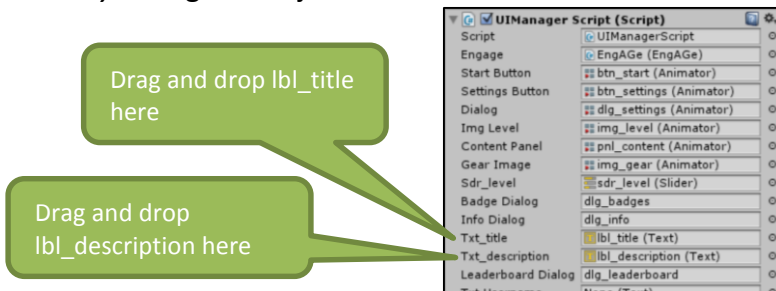 Drag and drop lbl_title
here
Drag and drop
lbl_description here
UIManager Script (Script)
Script UIManagerScript
Engage EngAGe (EngAGe)
Start Button btn_start (Animator)
Settings Button btn_settings (Animator)
Dialog dlg_settings (Animator)
Img Level img_level (Animator)
Content Panel pnl_content (Animator)
Gear Image img_gear (Animator)
Sdr_level sdr_level (Slider)
Badge Dialog dlg_badges
Info Dialog dlg_info
Txt_title lbl_title (Text)
Txt_description lbl_description (Text)
Leaderboard Dialog dlg_leaderboard